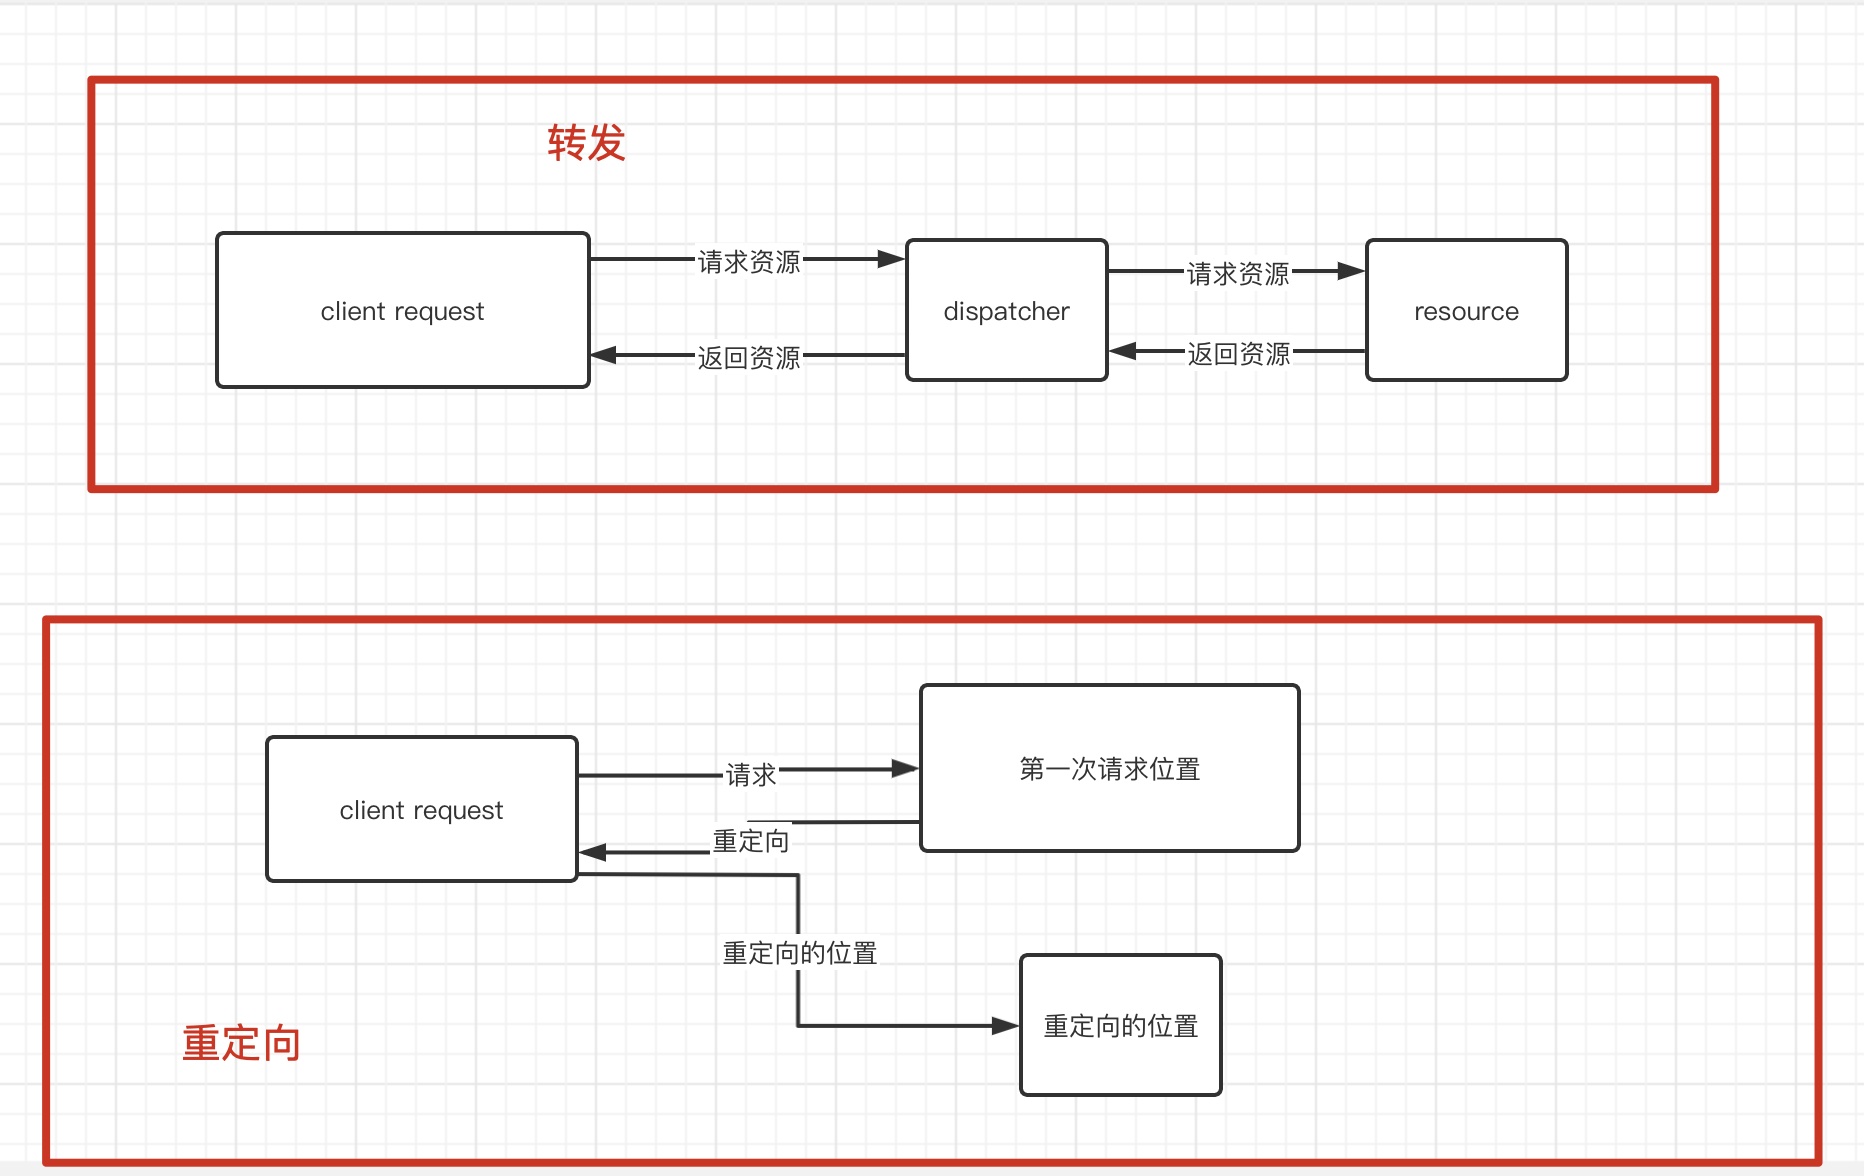 转发
请求资源
请求资源
client request
dispatcher
resource
返回资源
返回资源
第一次请求位置
请求
client request
重定向
重定向的位置
重定向的位置
重定向